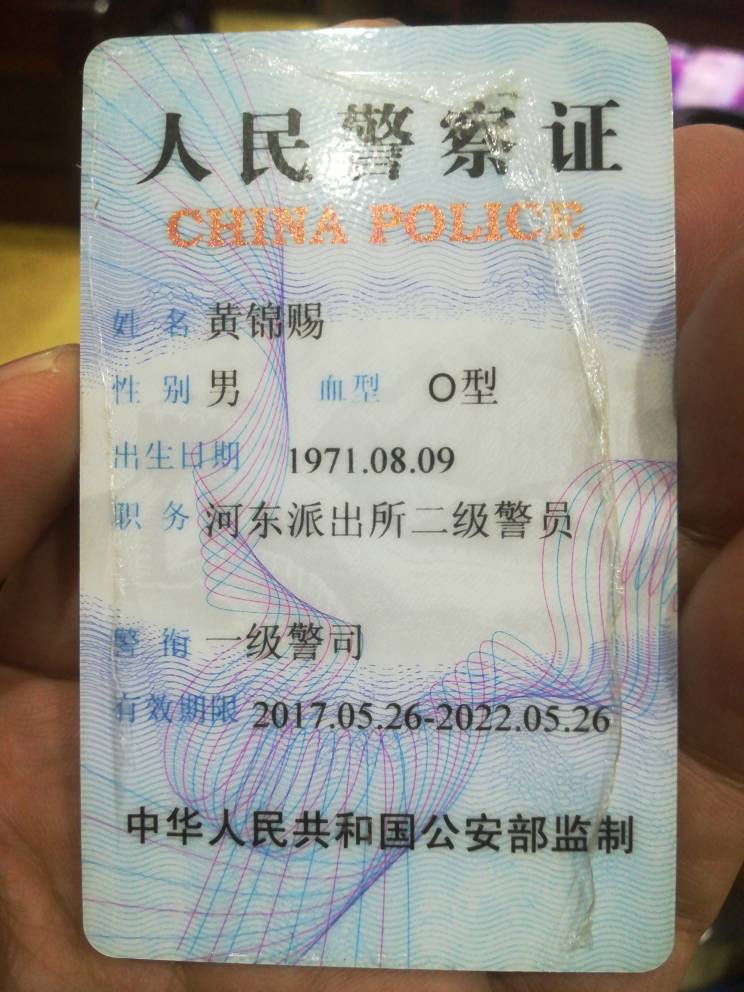 人民警察证
CHINA POLICE
姓名 黄锦赐
性别 男 血型 O型
出生日期 1971.08.09
职务 河东派出所二级警员
警衔 一级警司
有效期限 2017.05.26-2022.05.26
中华人民共和国公安部监制